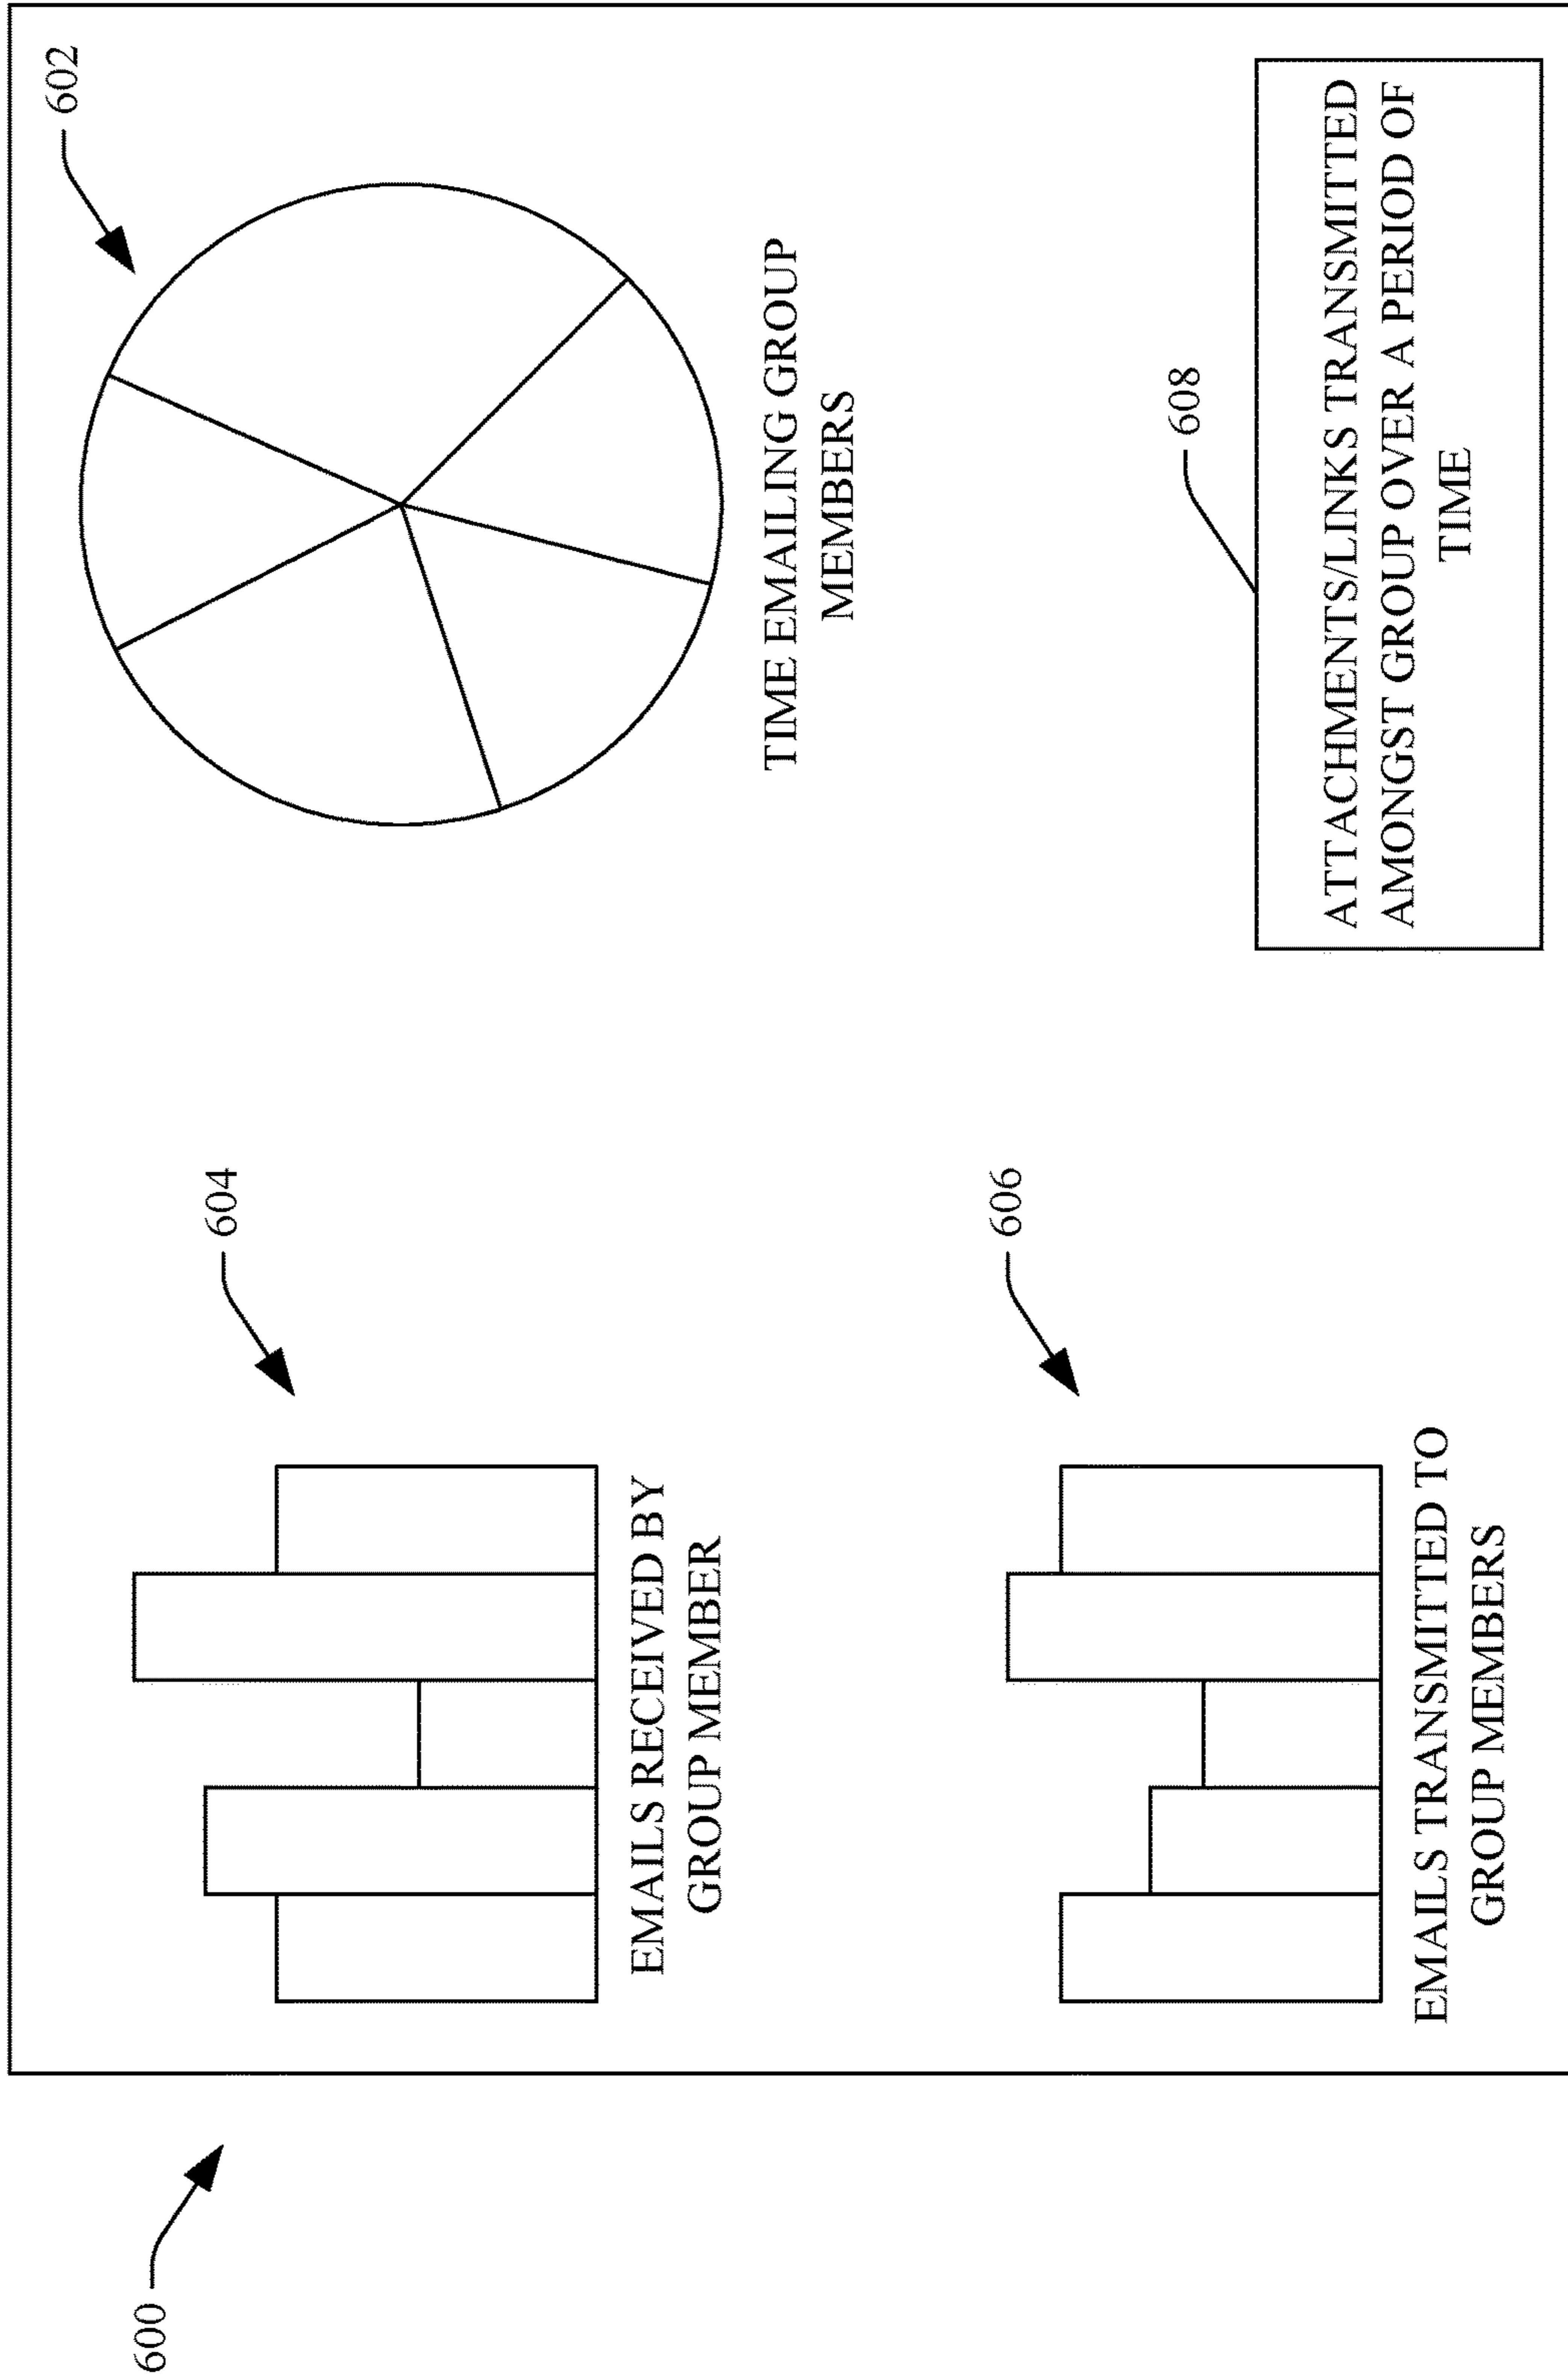 600
604
EMAILS RECEIVED BY
GROUP MEMBER
602
TIME EMAILING GROUP
MEMBERS
606
EMAILS TRANSMITTED TO
GROUP MEMBERS
608
ATTACHMENTS/LINKS TRANSMITTED
AMONGST GROUP OVER A PERIOD OF
TIME